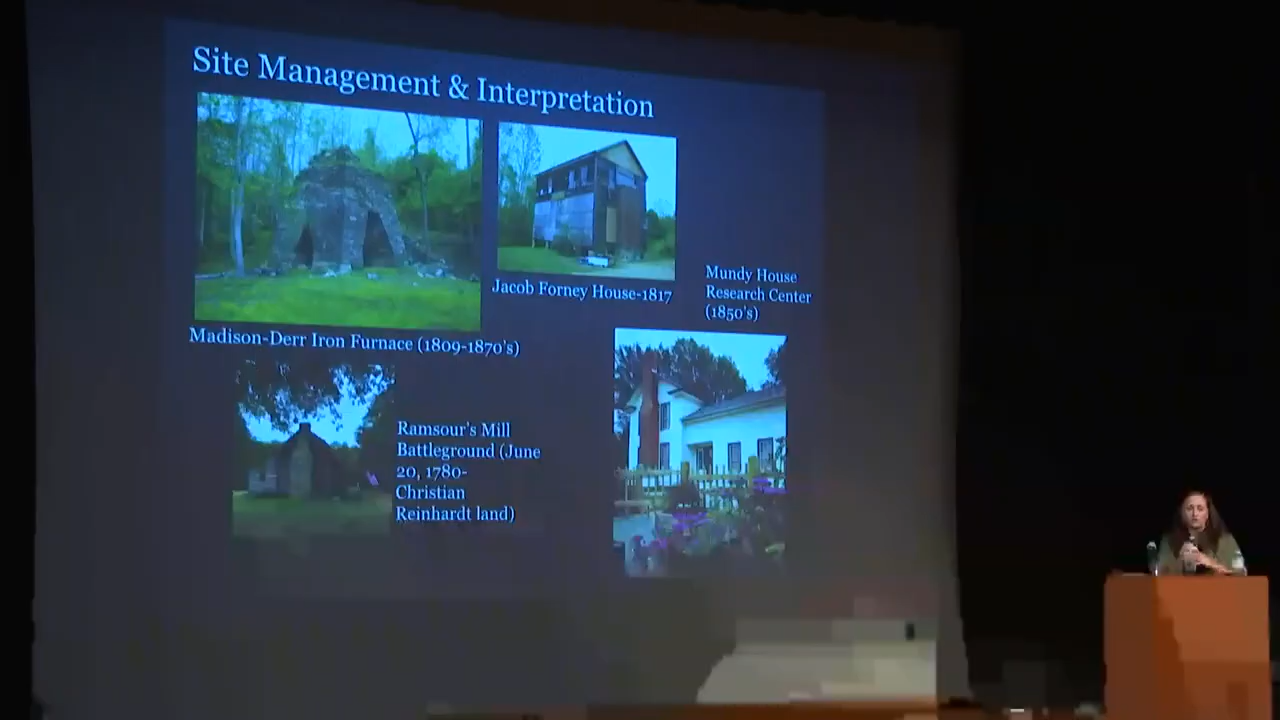 Site Management & Interpretation
Jacob Forney House-1817
Mundy House
Research Center
(1850's)
Madison-Derr Iron Furnace (1809-1870's)
Ramsour's Mill
Battleground (June
20, 1780-
Christian
Reinhardt land)